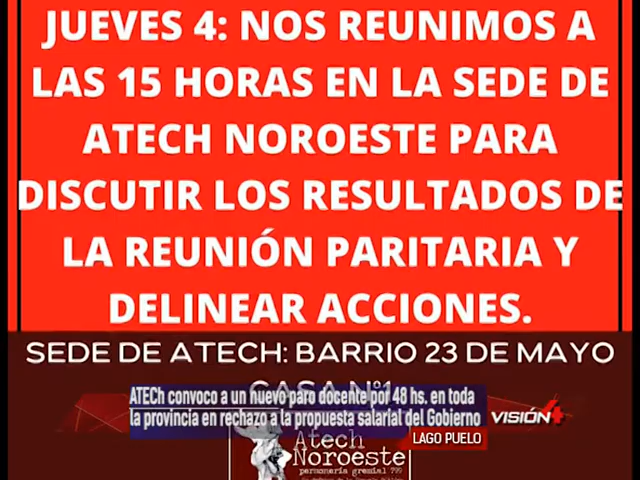 JUEVES 4: NOS REUNIMOS A
LAS 15 HORAS EN LA SEDE DE
ATECH NOROESTE PARA
DISCUTIR LOS RESULTADOS DE
LA REUNIÓN PARITARIA Y
DELINEAR ACCIONES.
SEDE DE ATECH: BARRIO 23 DE MAYO
CASA Nº1
ATECh convoco a un nuevo paro docente por 48 hs. en toda
la provincia en rechazo a la propuesta salarial del Gobierno
VISIÓN 4
LAGO PUELO
Atech
Noroeste
personería gremial 799